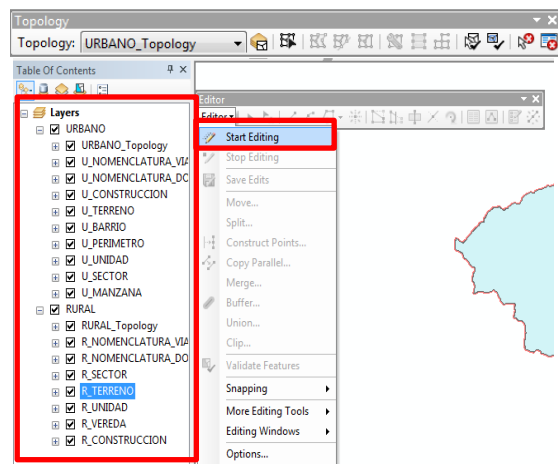 Topology
Topology: URBANO_Topology
Table Of Contents
Layers
URBANO
URBANO_Topology
U_NOMENCLATURA_VIA
U_NOMENCLATURA_DO
U_CONSTRUCCION
U_TERRENO
U_BARRIO
U_PERIMETRO
U_UNIDAD
U_SECTOR
U_MANZANA
RURAL
RURAL_Topology
R_NOMENCLATURA_VIA
R_NOMENCLATURA_DO
R_SECTOR
R_TERRENO
R_UNIDAD
R_VEREDA
R_CONSTRUCCION
Editor
Editor
Start Editing
Stop Editing
Save Edits
Move...
Split...
Construct Points...
Copy Parallel...
Merge...
Buffer...
Union...
Clip...
Validate Features
Snapping
More Editing Tools
Editing Windows
Options...